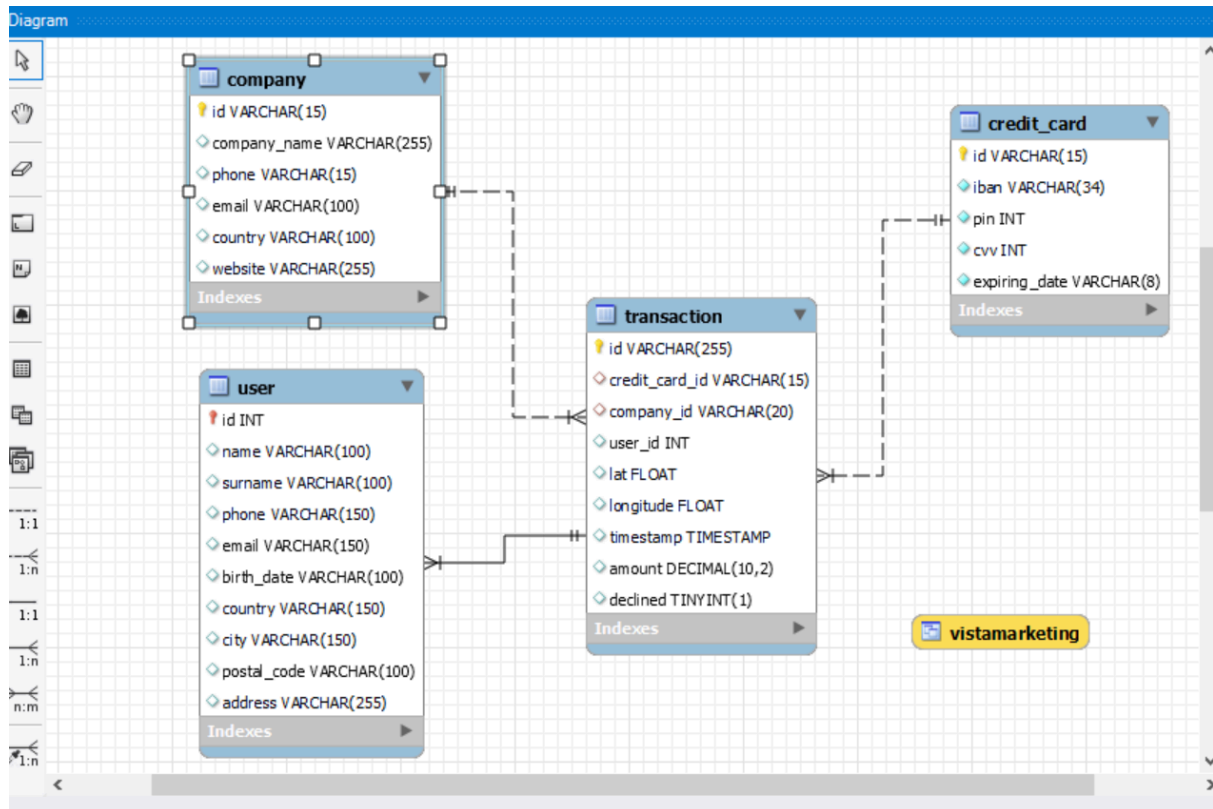 Diagram
company
id VARCHAR(15)
company_name VARCHAR(255)
phone VARCHAR(15)
email VARCHAR(100)
country VARCHAR(100)
website VARCHAR(255)
Indexes
credit_card
id VARCHAR(15)
iban VARCHAR(34)
pin INT
cvv INT
expiring_date VARCHAR(8)
Indexes
transaction
id VARCHAR(255)
credit_card_id VARCHAR(15)
company_id VARCHAR(20)
user_id INT
lat FLOAT
longitude FLOAT
timestamp TIMESTAMP
amount DECIMAL(10,2)
declined TINYINT(1)
Indexes
user
id INT
name VARCHAR(100)
surname VARCHAR(100)
phone VARCHAR(150)
email VARCHAR(150)
birth_date VARCHAR(100)
country VARCHAR(150)
city VARCHAR(150)
postal_code VARCHAR(100)
address VARCHAR(255)
Indexes
vistamarketing
1:1
1:n
1:1
1:n
n:m
1:n